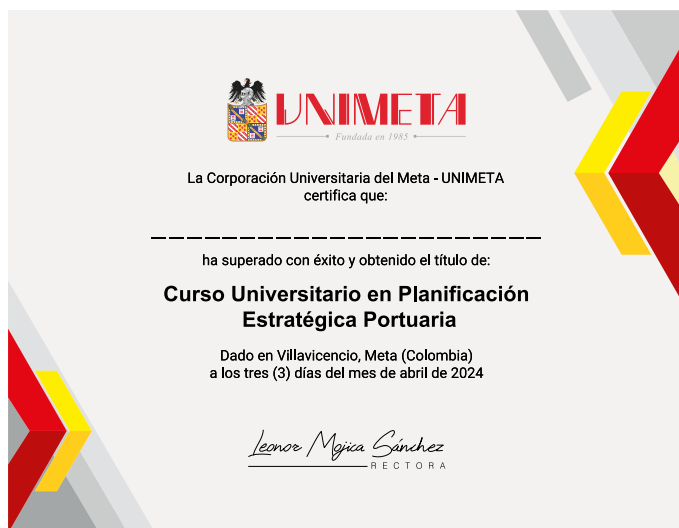 UNIMETA
Fundada en 1985
La Corporación Universitaria del Meta - UNIMETA
certifica que:
ha superado con éxito y obtenido el título de:
Curso Universitario en Planificación
Estratégica Portuaria
Dado en Villavicencio, Meta (Colombia)
a los tres (3) días del mes de abril de 2024
Leonor Mojica Sánchez
RECTORA